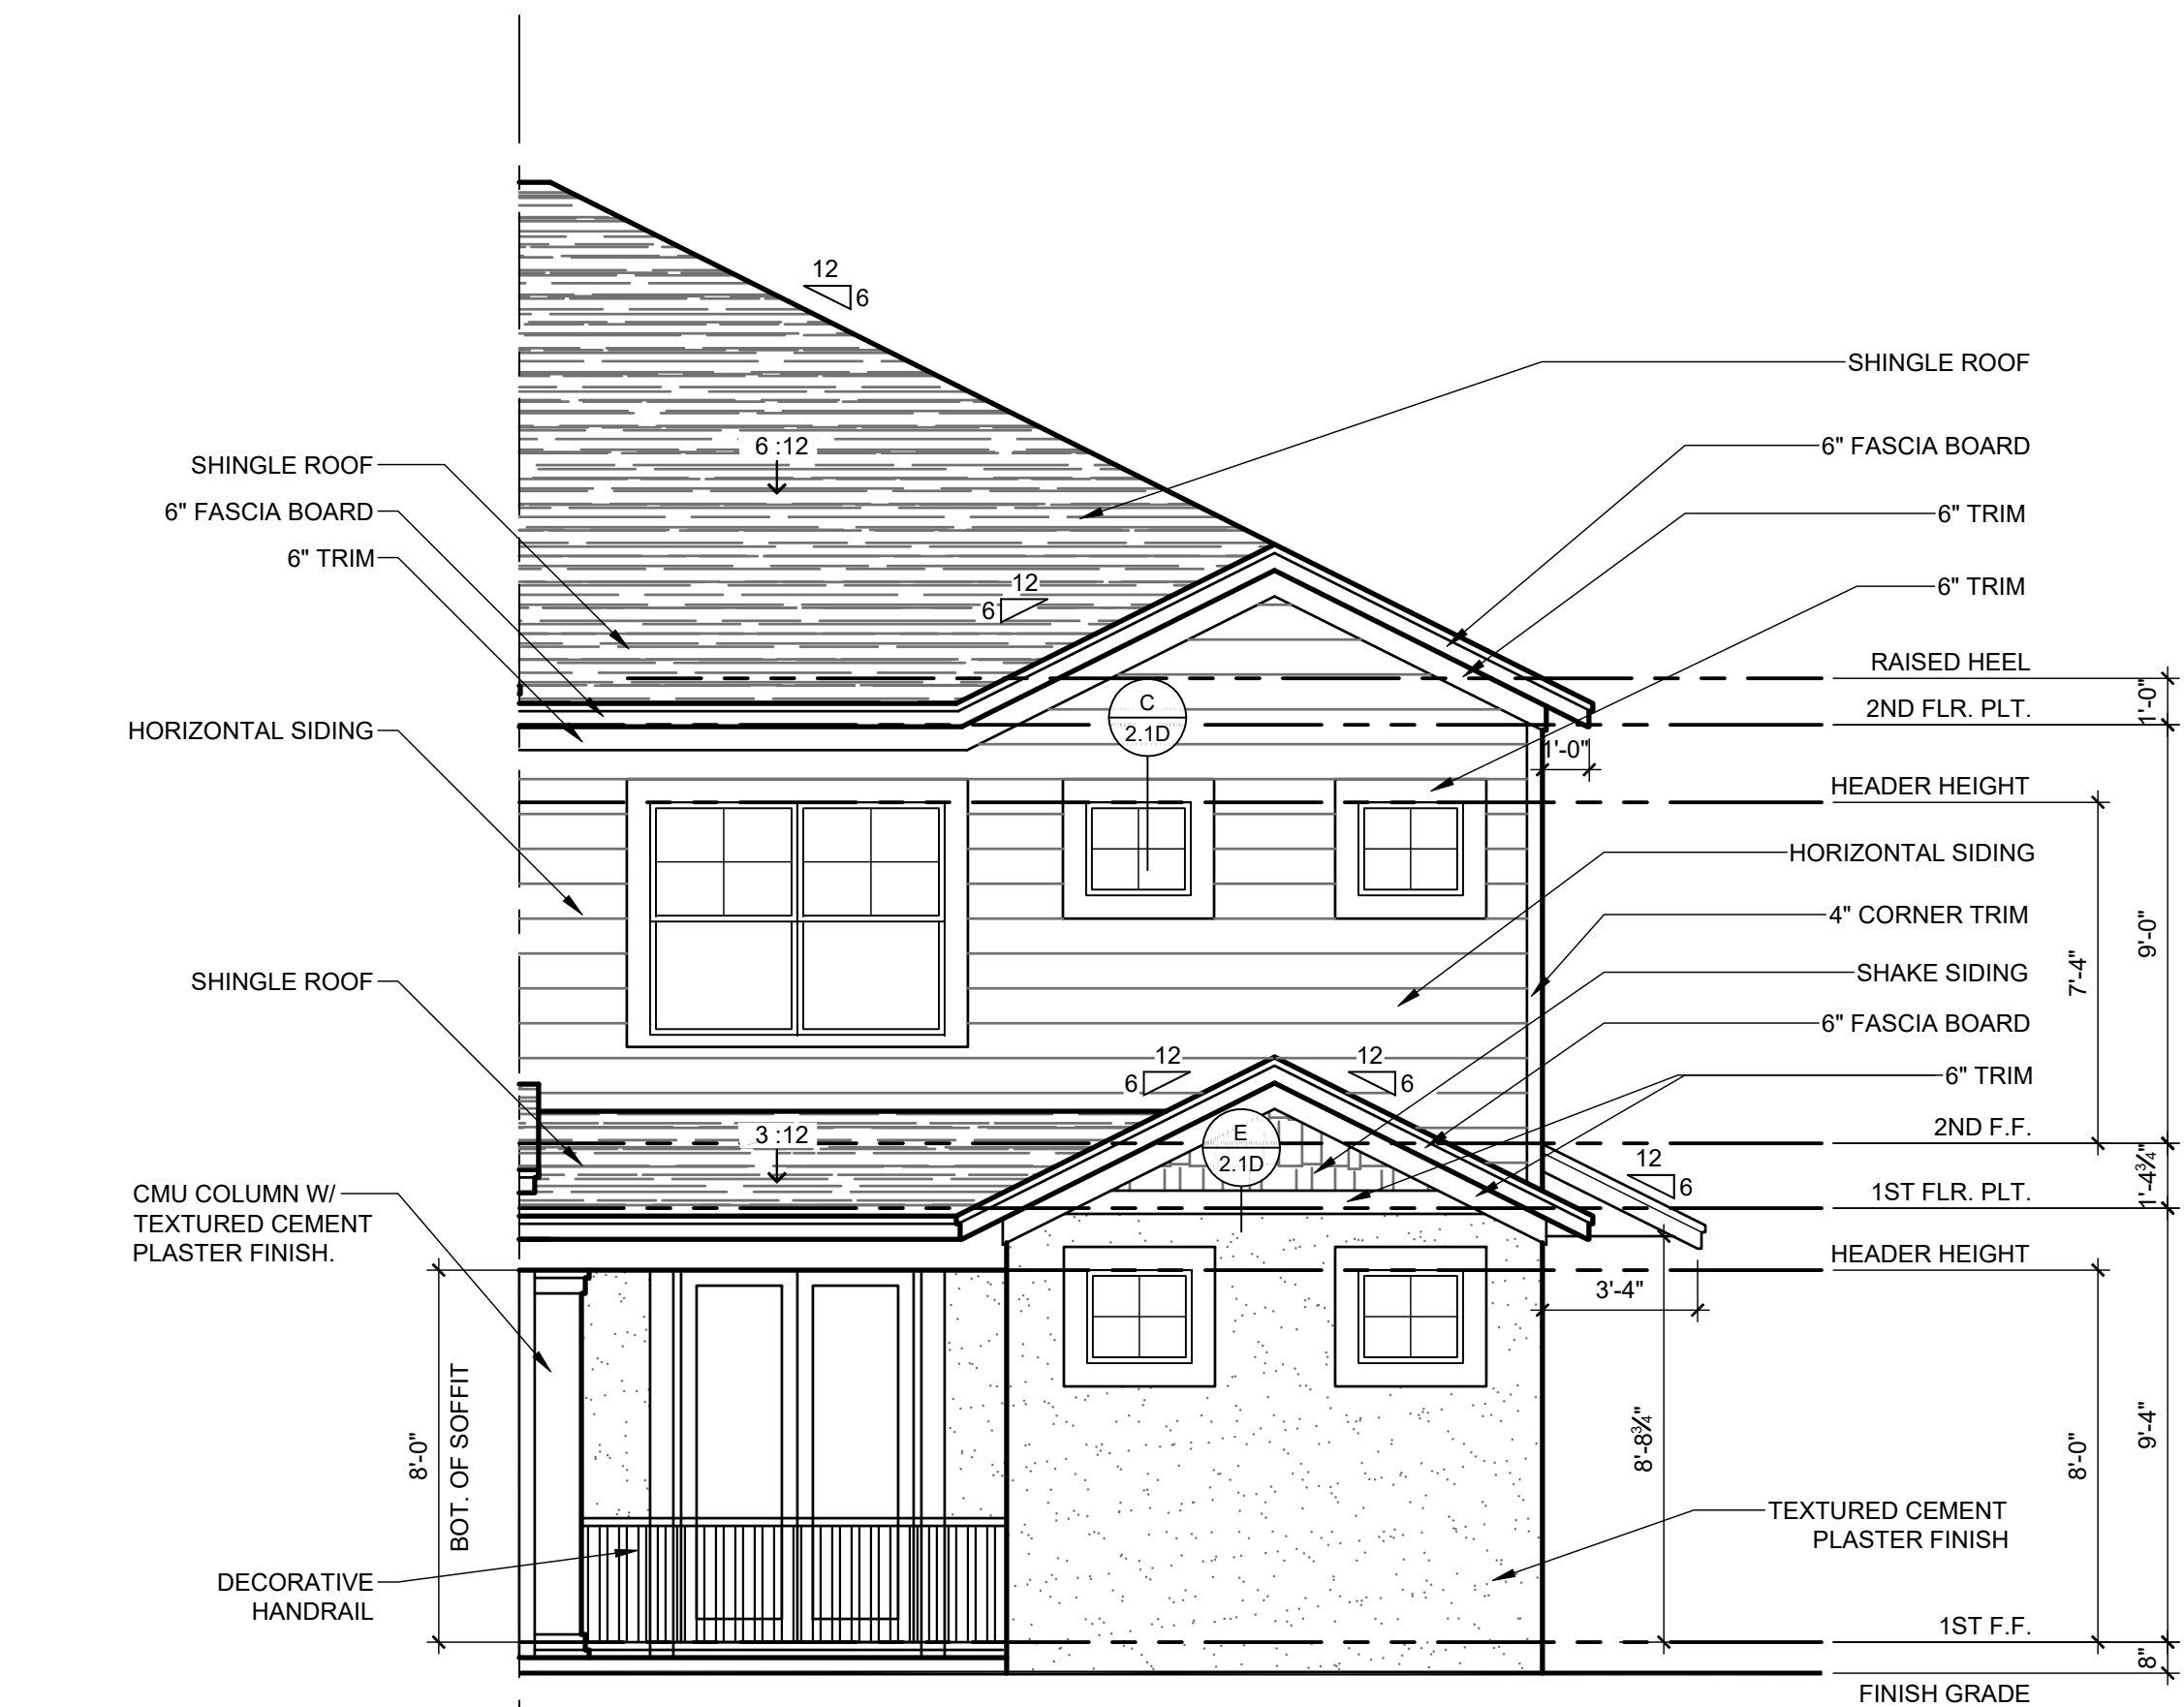 12
6
SHINGLE ROOF
6" FASCIA BOARD
6 :12
SHINGLE ROOF
6" FASCIA BOARD
6" TRIM
6" TRIM
12
6
6" TRIM
RAISED HEEL
1'-0"
2ND FLR. PLT.
C
2.1D
HORIZONTAL SIDING
1'-0"
HEADER HEIGHT
HORIZONTAL SIDING
4" CORNER TRIM
9'-0"
7'-4"
SHINGLE ROOF
SHAKE SIDING
6" FASCIA BOARD
12
6
12
6
6" TRIM
3 :12
E
2.1D
2ND F.F.
12
6
1'-4¾"
CMU COLUMN W/
TEXTURED CEMENT
PLASTER FINISH.
1ST FLR. PLT.
HEADER HEIGHT
3'-4"
8'-0"
BOT. OF SOFFIT
8'-8¾"
8'-0"
9'-4"
TEXTURED CEMENT
PLASTER FINISH
DECORATIVE
HANDRAIL
1ST F.F.
8"
FINISH GRADE